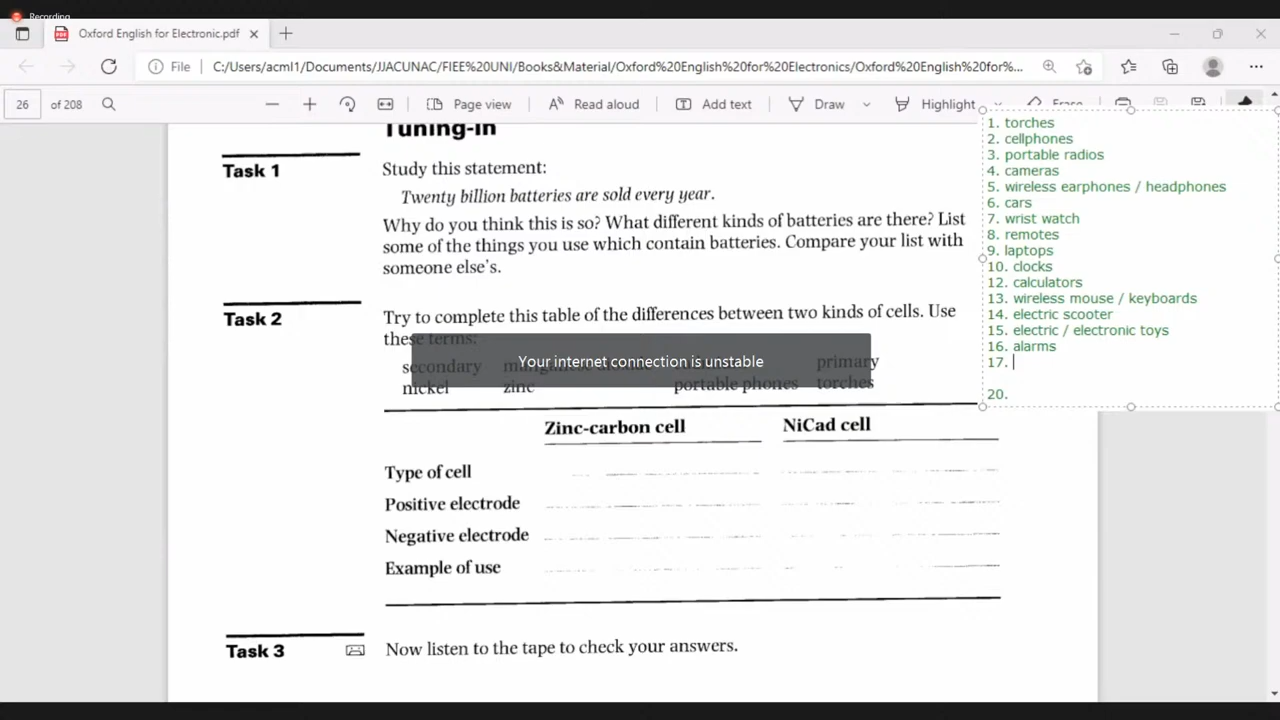 Recording
Oxford English for Electronic.pdf
File C:/Users/acml1/Documents/JJACUNAC/FIEE%20UNI/Books&Material/Oxford%20English%20for%20Electronics/Oxford%20English%20for%...
26 of 208 Page view Read aloud Add text Draw Highlight Erase
Tuning-in
Task 1 Study this statement:
Twenty billion batteries are sold every year.
Why do you think this is so? What different kinds of batteries are there? List
some of the things you use which contain batteries. Compare your list with
someone else's.
Task 2 Try to complete this table of the differences between two kinds of cells. Use
these terms:
secondary primary
nickel zinc portable phones torches
Your internet connection is unstable
Zinc-carbon cell NiCad cell
Type of cell
Positive electrode
Negative electrode
Example of use
Task 3 Now listen to the tape to check your answers.
1. torches
2. cellphones
3. portable radios
4. cameras
5. wireless earphones / headphones
6. cars
7. wrist watch
8. remotes
9. laptops
10. clocks
12. calculators
13. wireless mouse / keyboards
14. electric scooter
15. electric / electronic toys
16. alarms
17.
20.